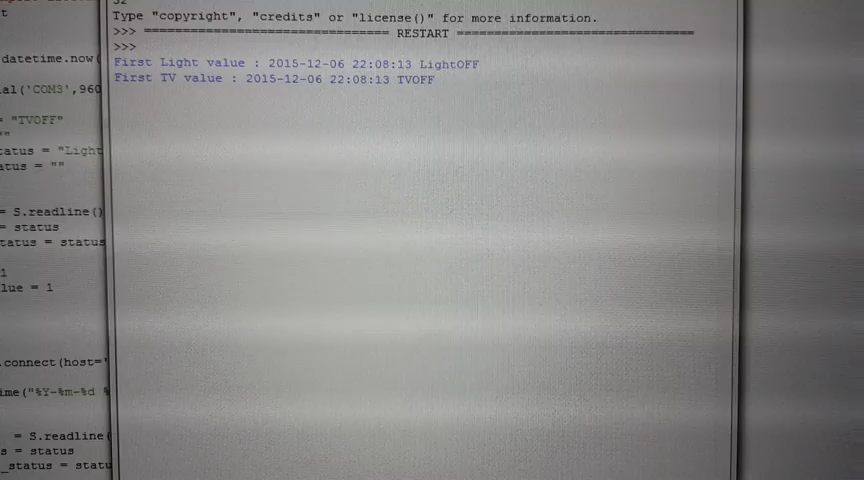 32
Type "copyright", "credits" or "license()" for more information.
>>> ================================ RESTART ================================
>>>
First Light value : 2015-12-06 22:08:13 LightOFF
First TV value : 2015-12-06 22:08:13 TVOFF
t
datetime.now(
al('COM3',960
= "TVOFF"
""
tatus = "Light
atus = ""
= S.readline()
= status
tatus = status
1
lue = 1
.connect(host='
ime("%Y-%m-%d %
= S.readline(
s = status
_status = statu